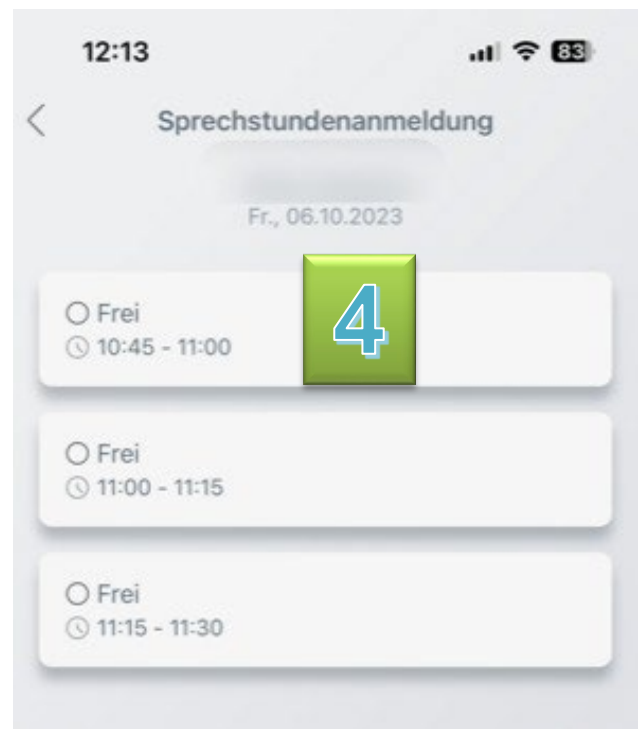 12:13
83
Sprechstundenanmeldung
Fr., 06.10.2023
4
Frei
10:45 - 11:00
Frei
11:00 - 11:15
Frei
11:15 - 11:30